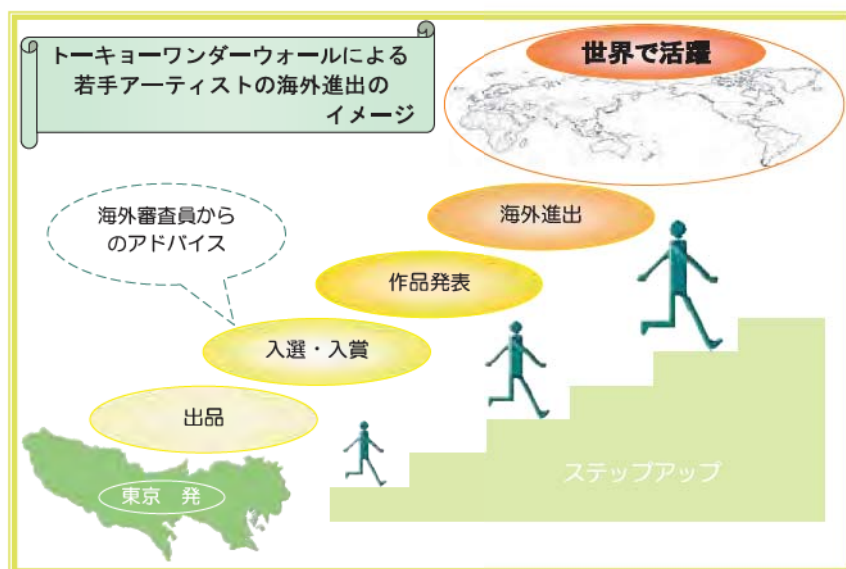 トーキョーワンダーウォールによる
若手アーティストの海外進出の
イメージ
世界で活躍
海外進出
海外審査員から
のアドバイス
作品発表
入選・入賞
出品
東京 発
ステップアップ